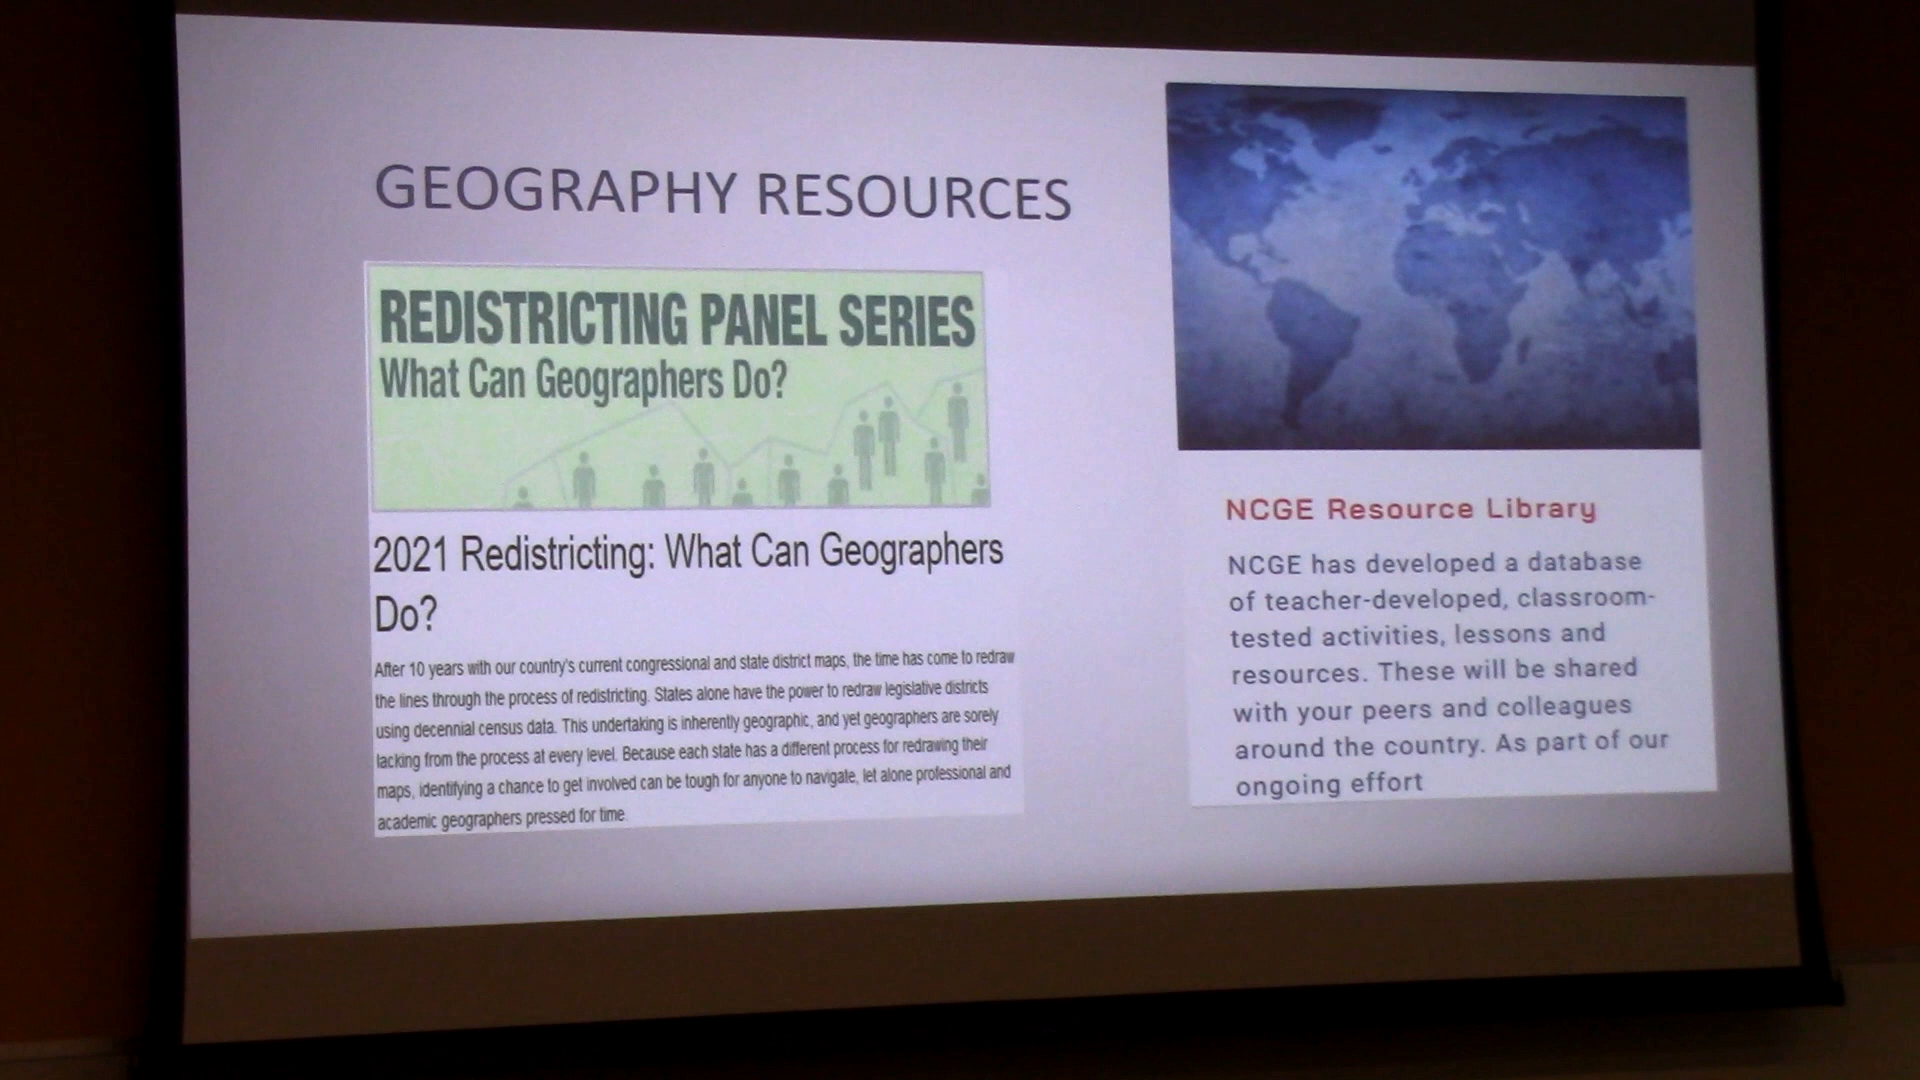 GEOGRAPHY RESOURCES
REDISTRICTING PANEL SERIES
What Can Geographers Do?
2021 Redistricting: What Can Geographers
Do?
After 10 years with our country's current congressional and state district maps, the time has come to redraw
the lines through the process of redistricting. States alone have the power to redraw legislative districts
using decennial census data. This undertaking is inherently geographic, and yet geographers are sorely
lacking from the process at every level. Because each state has a different process for redrawing their
maps, identifying a chance to get involved can be tough for anyone to navigate, let alone professional and
academic geographers pressed for time.
NCGE Resource Library
NCGE has developed a database
of teacher-developed, classroom-
tested activities, lessons and
resources. These will be shared
with your peers and colleagues
around the country. As part of our
ongoing effort